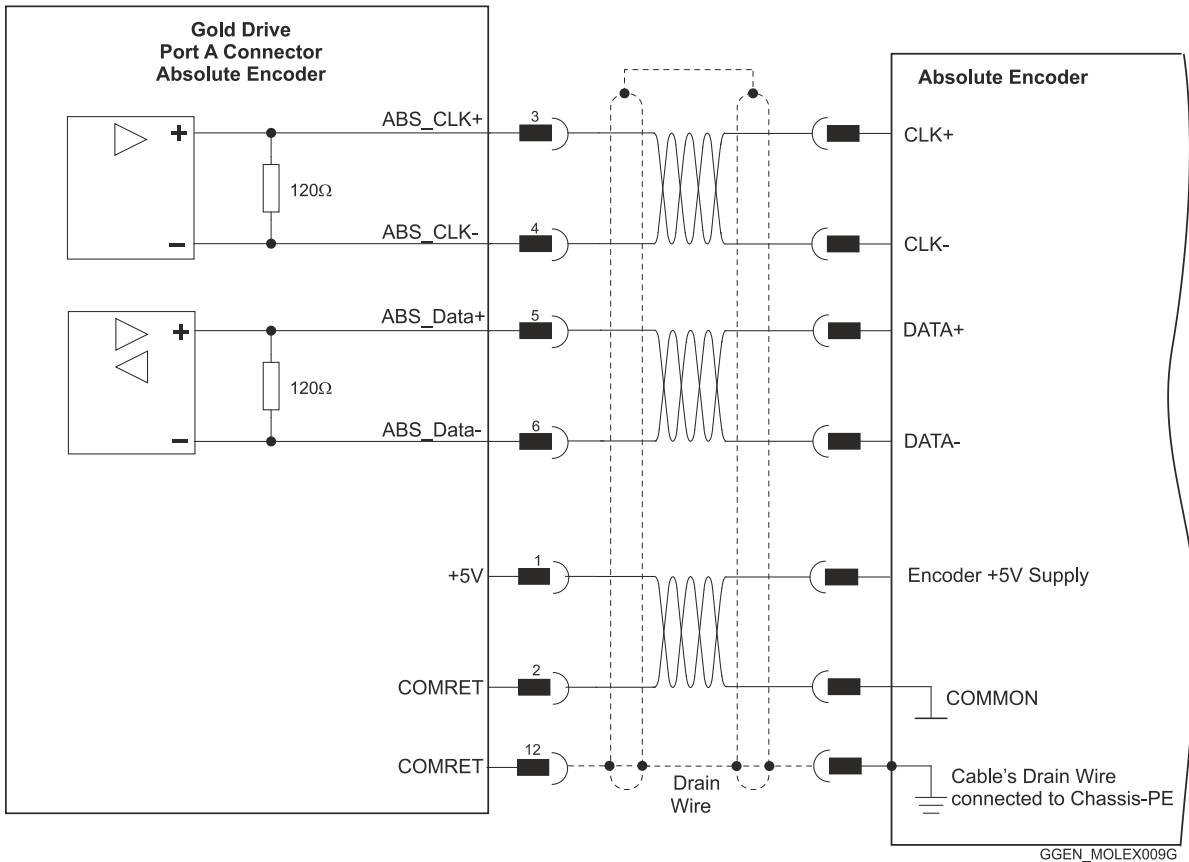 Gold Drive
Port A Connector
Absolute Encoder
Absolute Encoder
ABS_CLK+
3
CLK+
120Ω
ABS_CLK-
4
CLK-
ABS_Data+
5
DATA+
120Ω
ABS_Data-
6
DATA-
+5V
1
Encoder +5V Supply
COMRET
2
COMMON
COMRET
12
Drain
Wire
Cable's Drain Wire
connected to Chassis-PE
GGEN_MOLEX009G